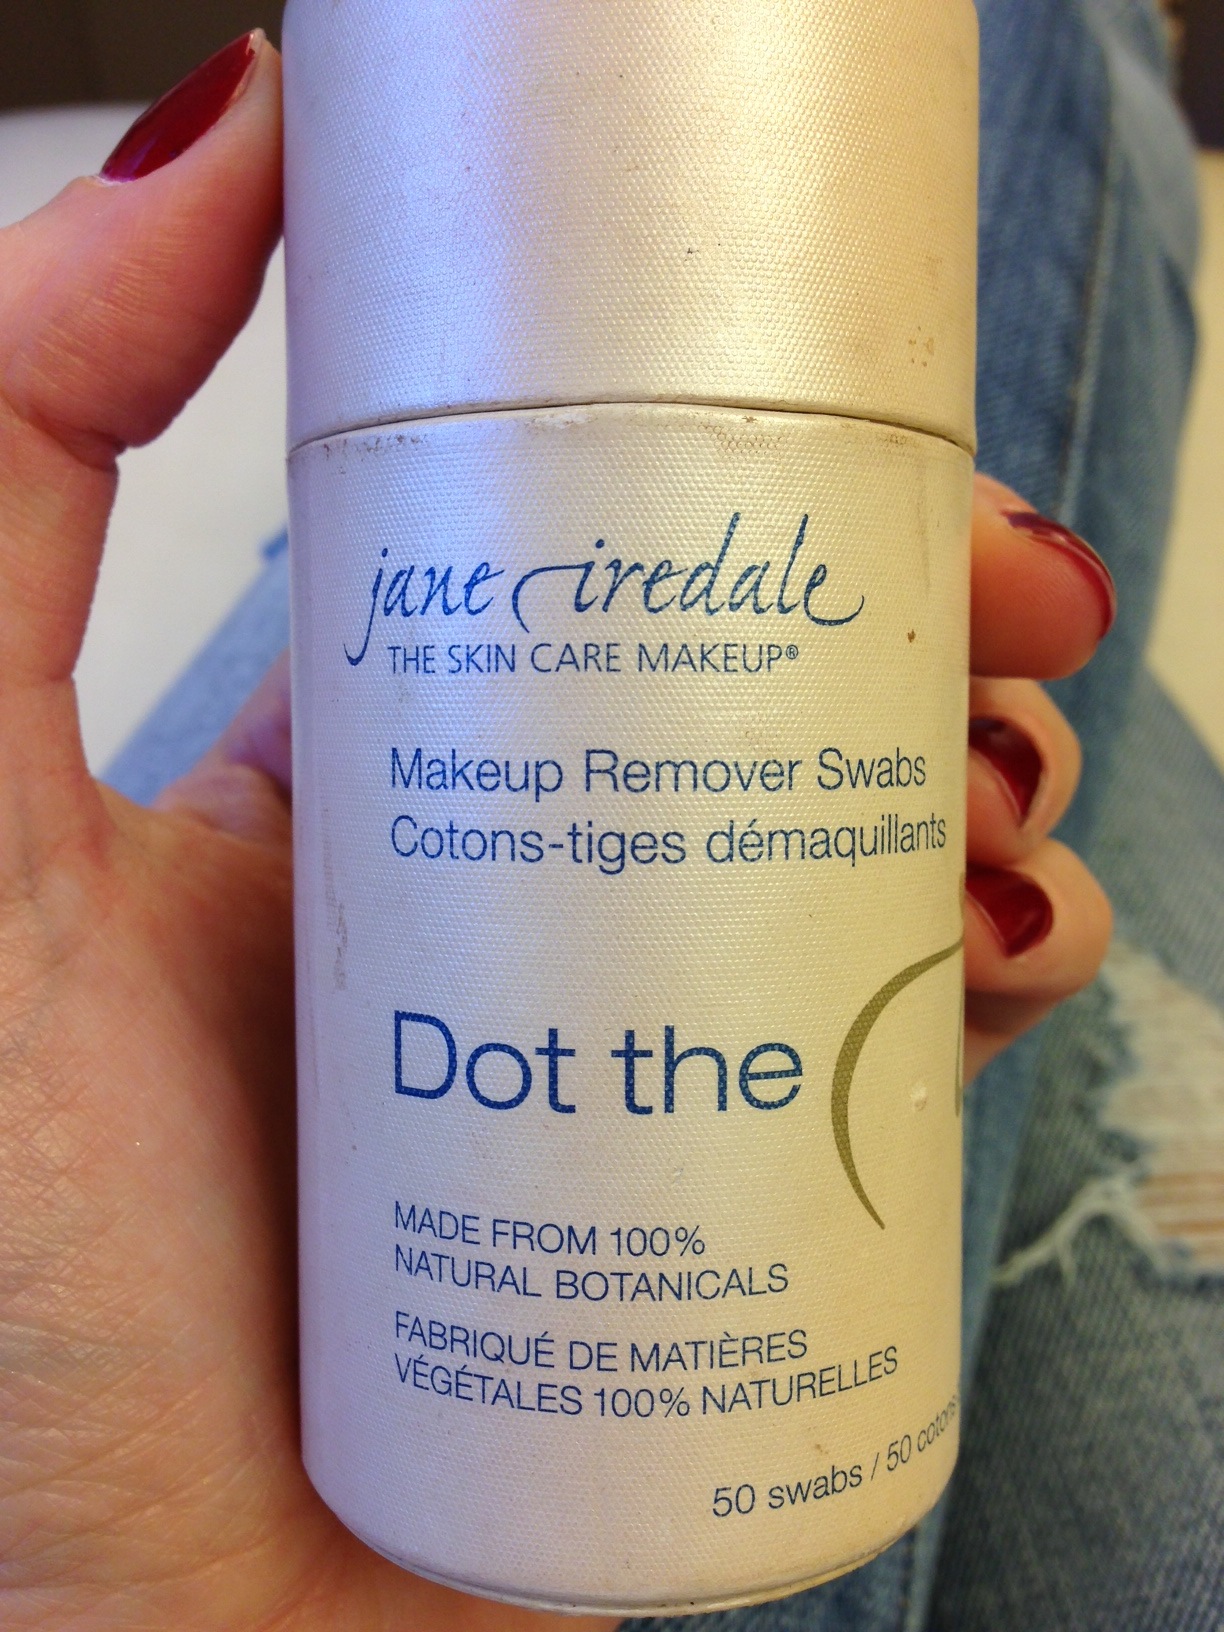 jane iredale
THE SKIN CARE MAKEUP®
Makeup Remover Swabs
Cotons-tiges démaquillants
Dot the
MADE FROM 100%
NATURAL BOTANICALS
FABRIQUÉ DE MATIÈRES
VÉGÉTALES 100% NATURELLES
50 swabs / 50 cotons